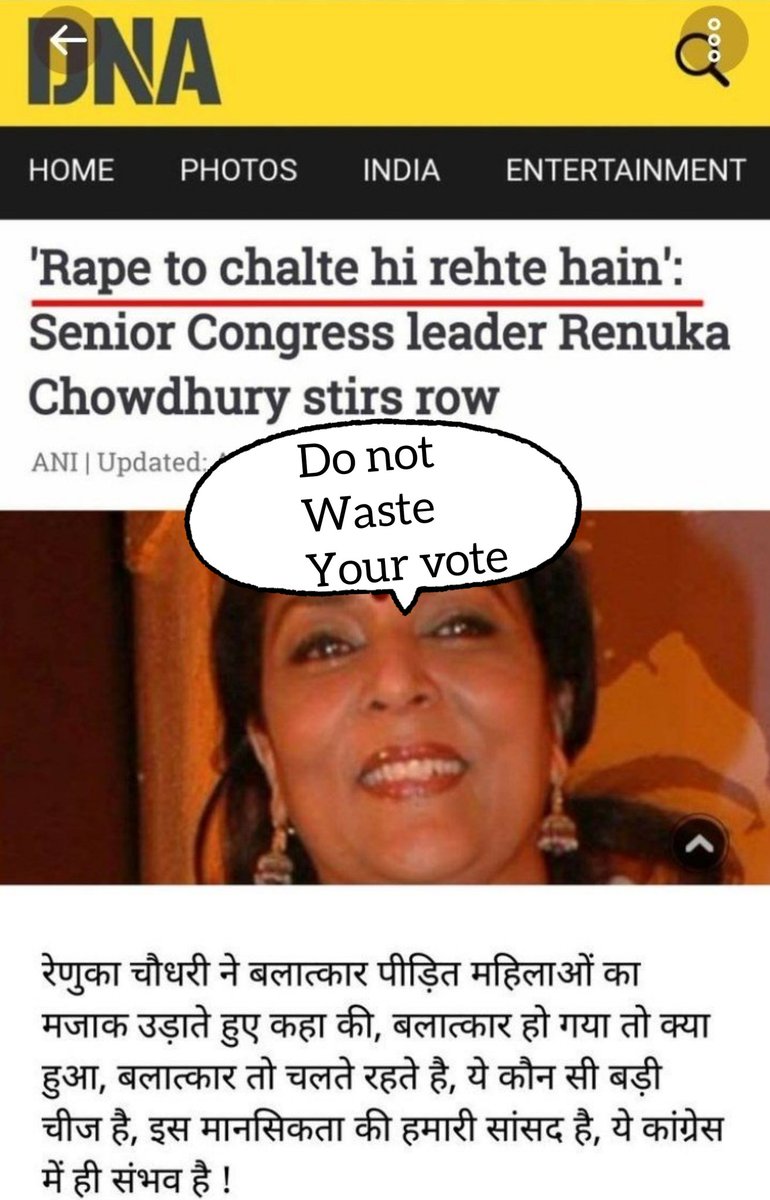 DNA
HOME PHOTOS INDIA ENTERTAINMENT
'Rape to chalte hi rehte hain':
Senior Congress leader Renuka
Chowdhury stirs row
ANI | Updated:
Do not
Waste
Your vote
रेणुका चौधरी ने बलात्कार पीड़ित महिलाओं का
मजाक उड़ाते हुए कहा की, बलात्कार हो गया तो क्या
हुआ, बलात्कार तो चलते रहते है, ये कौन सी बड़ी
चीज है, इस मानसिकता की हमारी सांसद है, ये कांग्रेस
में ही संभव है !